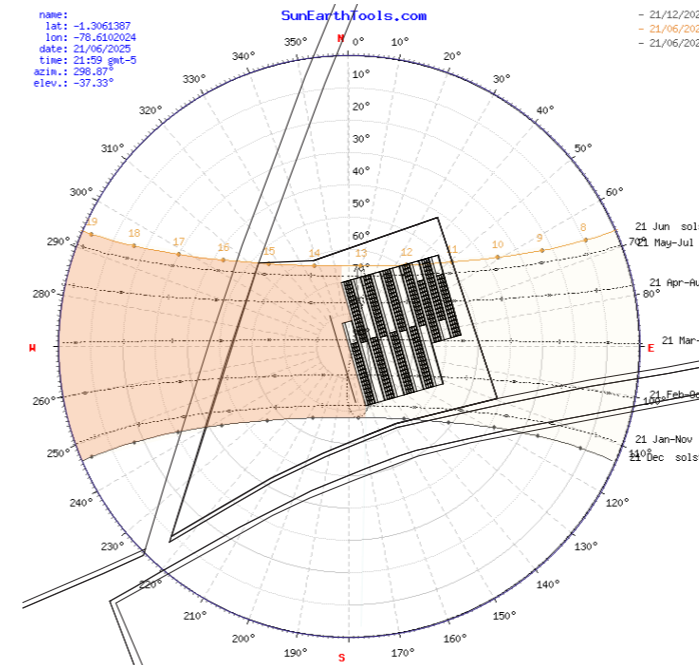 name:
SunEarthTools.com
lat: -1.3061387
lon: -78.6102024
date: 21/06/2025
time: 21:59 gmt-5
azim.: 298.87°
elev.: -37.33°
- 21/12/202
- 21/06/202
- 21/06/202
N
0°
10°
20°
30°
40°
50°
60°
70°
80°
100°
110°
120°
130°
140°
150°
160°
170°
S
190°
200°
210°
220°
230°
240°
250°
260°
W
280°
290°
300°
310°
320°
330°
340°
350°
E
10°
20°
30°
40°
50°
60°
19
18
17
16
15
14
13
12
11
10
9
8
21 Jun sols
21 May-Jul
21 Apr-Au
21 Mar-
21 Feb-Oc
21 Jan-Nov
21 Dec sols